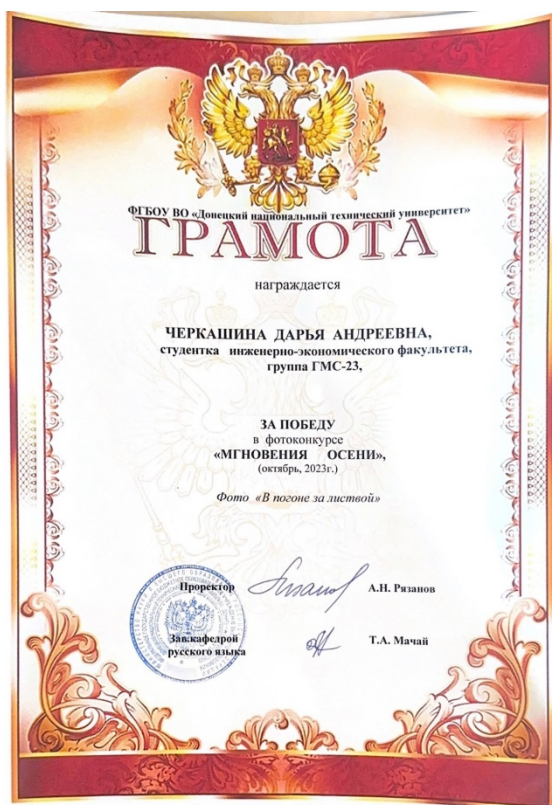 ФГБОУ ВО «Донецкий национальный технический университет»
ГРАМОТА
награждается
ЧЕРКАШИНА ДАРЬЯ АНДРЕЕВНА,
студентка инженерно-экономического факультета,
группа ГМС-23,
ЗА ПОБЕДУ
в фотоконкурсе
«МГНОВЕНИЯ ОСЕНИ»,
(октябрь, 2023г.)
Фото «В погоне за листвой»
Проректор А.Н. Рязанов
Зав.кафедрой Т.А. Мачай
русского языка